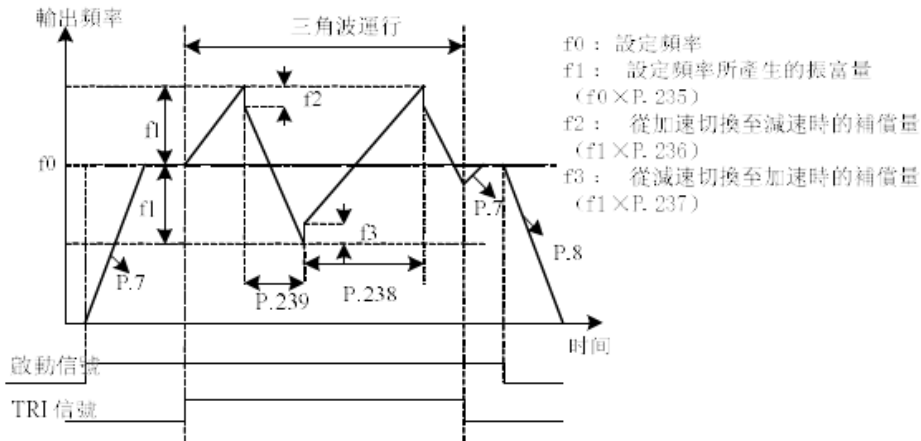 輸出頻率
三角波運行
f0：設定頻率
f1：設定頻率所產生的振富量
（f0×P.235）
f2：從加速切換至減速時的補償量
（f1×P.236）
f3：從減速切換至加速時的補償量
（f1×P.237）
f1
f2
f0
f1
f3
P.7
P.7
P.8
P.239
P.238
时间
啟動信號
TRI 信號